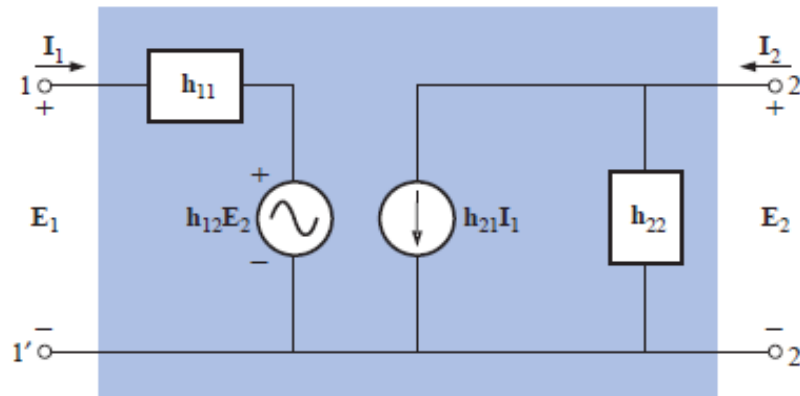 I₁
I₂
1
+
h₁₁
2
+
+
h₁₂E₂
−
h₂₁I₁
h₂₂
E₁
E₂
−
1′
−
2